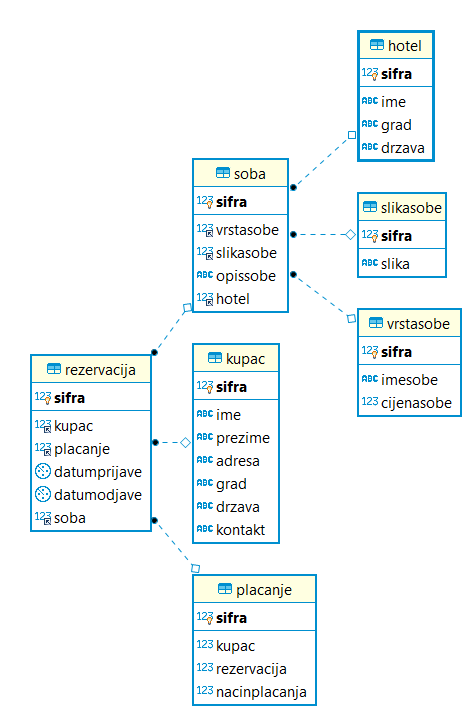 hotel
123 sifra
ABC ime
ABC grad
ABC drzava
soba
123 sifra
123 vrstasobe
123 slikasobe
ABC opissobe
123 hotel
slikasobe
123 sifra
ABC slika
vrstasobe
123 sifra
ABC imesobe
123 cijenasobe
rezervacija
123 sifra
123 kupac
123 placanje
datumprijave
datumodjave
123 soba
kupac
123 sifra
ABC ime
ABC prezime
ABC adresa
ABC grad
ABC drzava
ABC kontakt
placanje
123 sifra
123 kupac
123 rezervacija
123 nacinplacanja